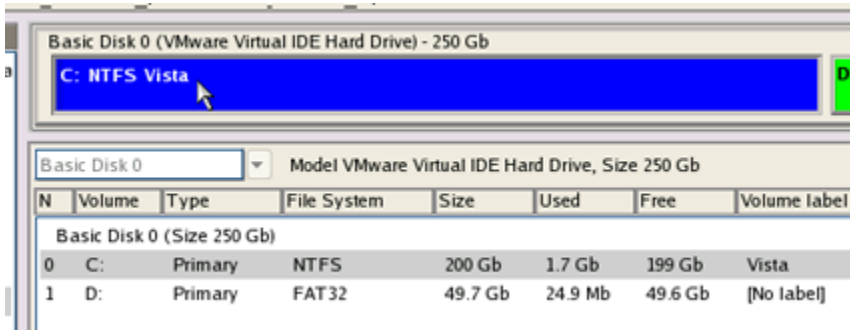 Basic Disk 0 (VMware Virtual IDE Hard Drive) - 250 Gb
C: NTFS Vista
D
Basic Disk 0 Model VMware Virtual IDE Hard Drive, Size 250 Gb
N Volume Type File System Size Used Free Volume label
Basic Disk 0 (Size 250 Gb)
0 C: Primary NTFS 200 Gb 1.7 Gb 199 Gb Vista
1 D: Primary FAT32 49.7 Gb 24.9 Mb 49.6 Gb [No label]